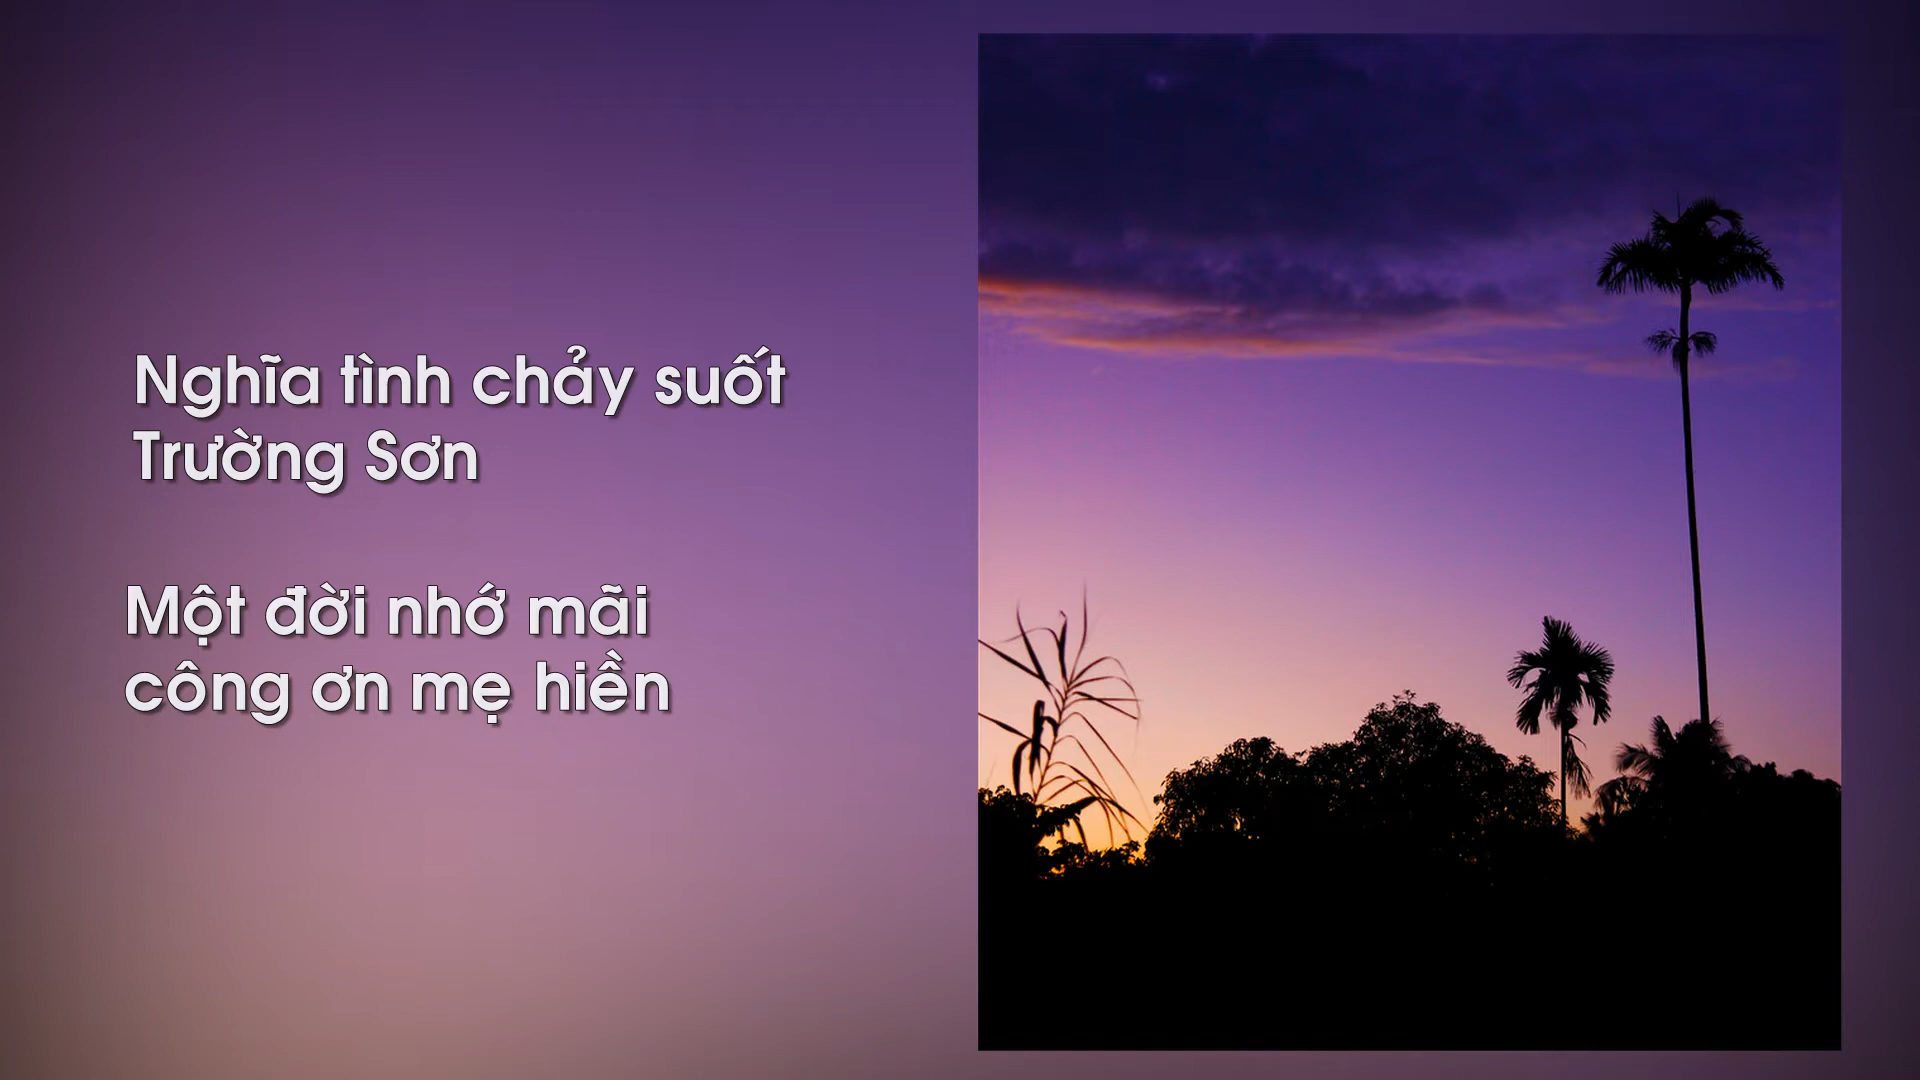 Nghĩa tình chảy suốt
Trường Sơn
Một đời nhớ mãi
công ơn mẹ hiền